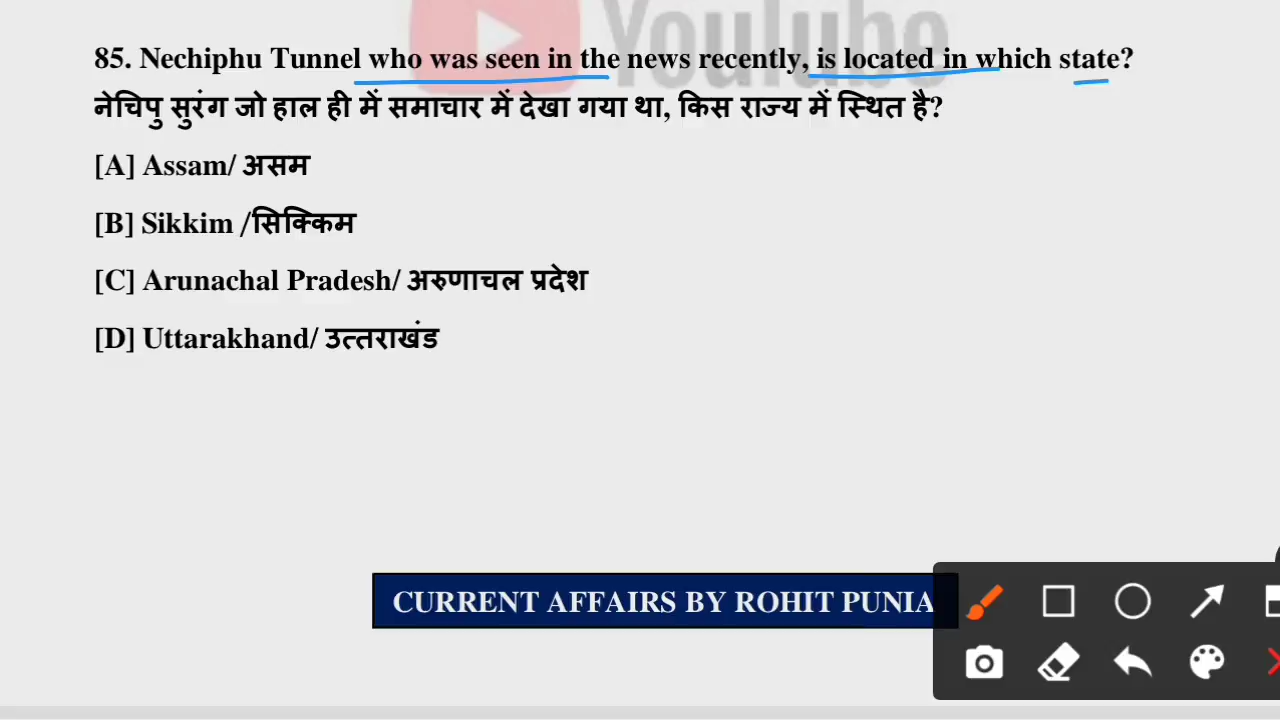 YouTube
85. Nechiphu Tunnel who was seen in the news recently, is located in which state?
नेचिपु सुरंग जो हाल ही में समाचार में देखा गया था, किस राज्य में स्थित है?
[A] Assam/ असम
[B] Sikkim /सिक्किम
[C] Arunachal Pradesh/ अरुणाचल प्रदेश
[D] Uttarakhand/ उत्तराखंड
CURRENT AFFAIRS BY ROHIT PUNIA